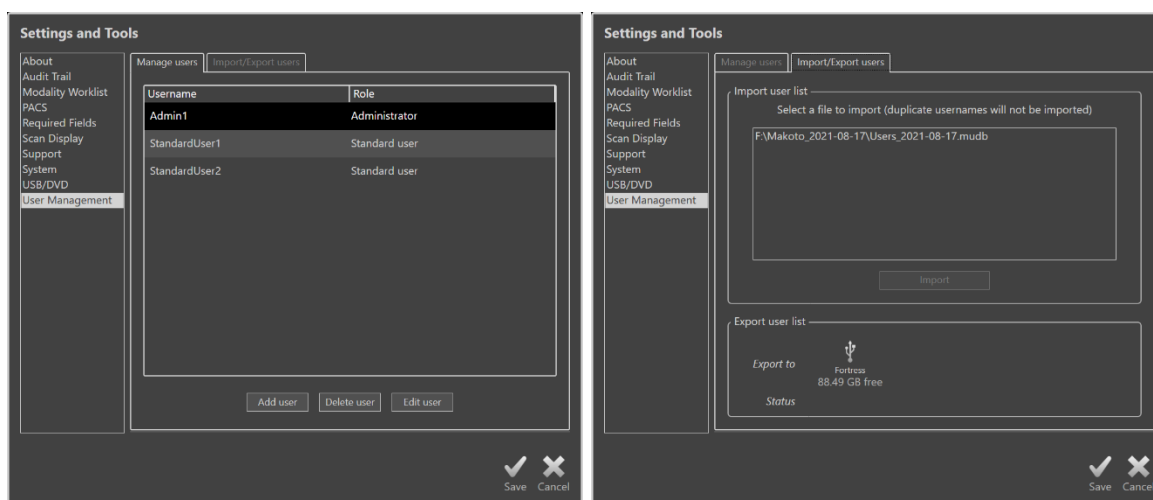 Settings and Tools
About
Audit Trail
Modality Worklist
PACS
Required Fields
Scan Display
Support
System
USB/DVD
User Management
Manage users
Import/Export users
Username
Role
Admin1
Administrator
StandardUser1
Standard user
StandardUser2
Standard user
Add user
Delete user
Edit user
Save
Cancel
Settings and Tools
About
Audit Trail
Modality Worklist
PACS
Required Fields
Scan Display
Support
System
USB/DVD
User Management
Manage users
Import/Export users
Import user list
Select a file to import (duplicate usernames will not be imported)
F:\Makoto_2021-08-17\Users_2021-08-17.mudb
Import
Export user list
Export to
Fortress
88.49 GB free
Status
Save
Cancel